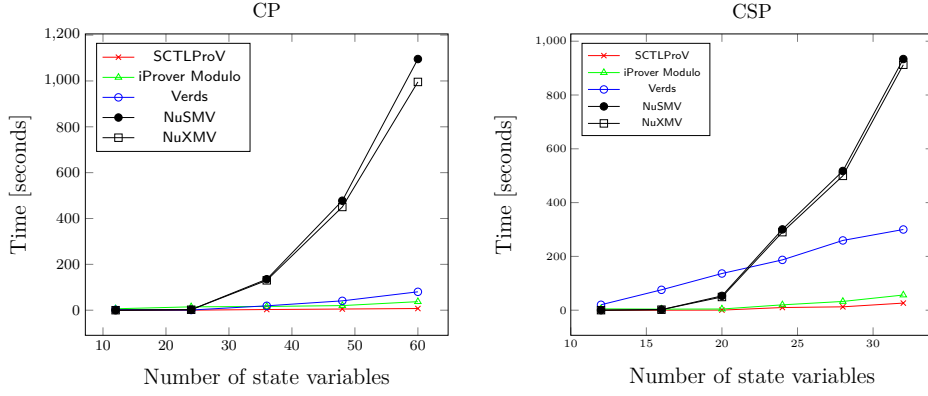 CP
1,200
1,000
800
600
400
200
0
10
20
30
40
50
60
SCTLProV
iProver Modulo
Verds
NuSMV
NuXMV
Time [seconds]
Number of state variables
CSP
1,000
800
600
400
200
0
10
15
20
25
30
SCTLProV
iProver Modulo
Verds
NuSMV
NuXMV
Time [seconds]
Number of state variables